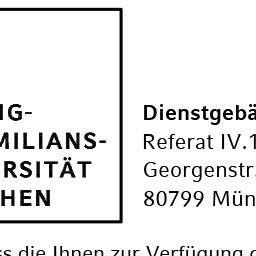 IG-
MILIANS-
RSITÄT
HEN
Dienstgebä
Referat IV.1
Georgenstr.
80799 Mün
ss die Ihnen zur Verfügung